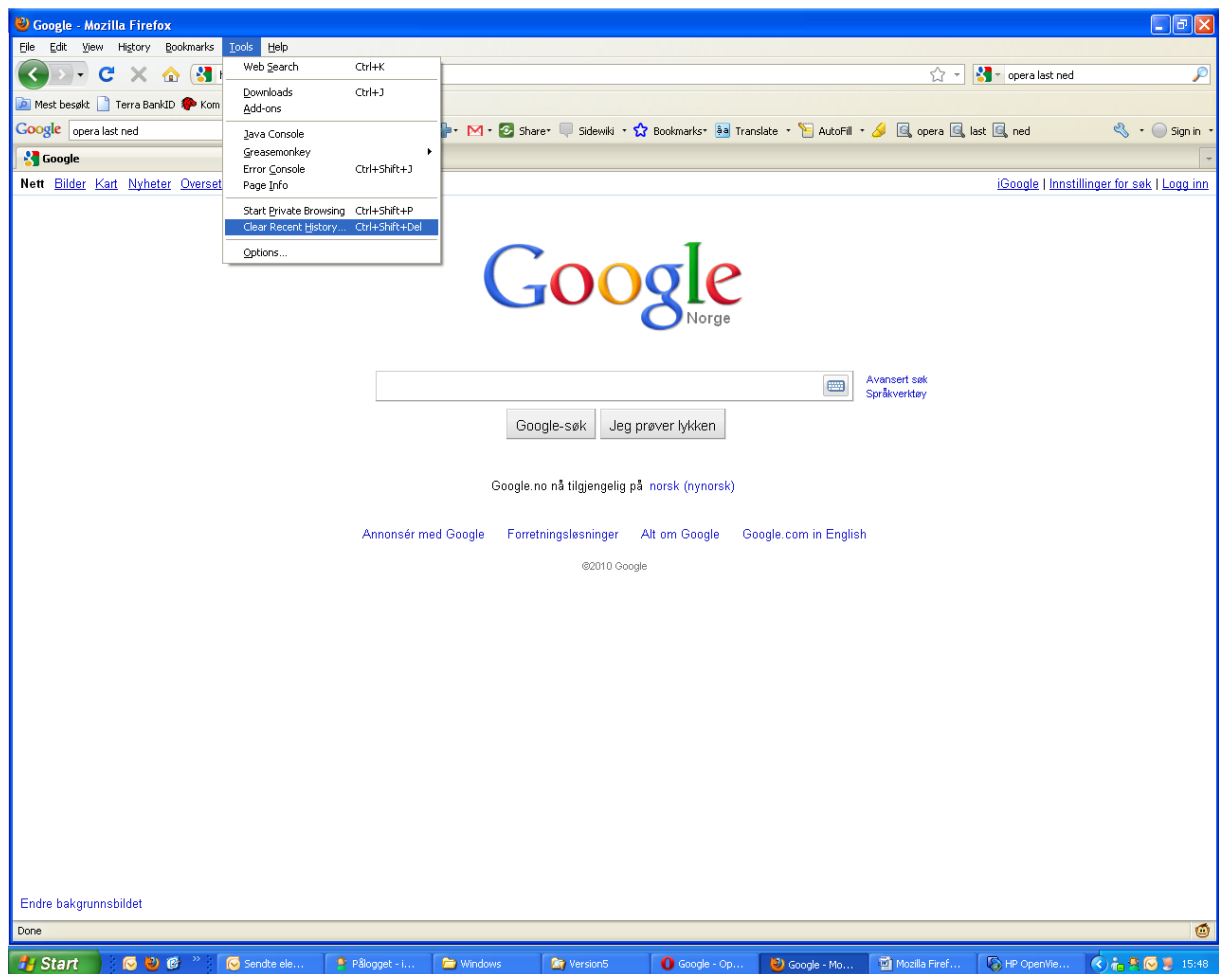 Google - Mozilla Firefox
File Edit View History Bookmarks Tools Help
Web Search Ctrl+K
Downloads Ctrl+J
Add-ons
Java Console
Greasemonkey
Error Console Ctrl+Shift+J
Page Info
Start Private Browsing Ctrl+Shift+P
Clear Recent History... Ctrl+Shift+Del
Options...
opera last ned
Mest besøkt Terra BankID Kom
Google opera last ned
Share Sidewiki Bookmarks Translate AutoFill opera last ned Sign in
Google
Nett Bilder Kart Nyheter Overset
iGoogle | Innstillinger for søk | Logg inn
Google
Norge
Avansert søk
Språkverktøy
Google-søk Jeg prøver lykken
Google.no nå tilgjengelig på norsk (nynorsk)
Annonsér med Google Forretningsløsninger Alt om Google Google.com in English
©2010 Google
Endre bakgrunnsbildet
Done
Start Sendte ele... Pålogget - i... Windows Version5 Google - Op... Google - Mo... Mozilla Firef... HP OpenVie... 15:48